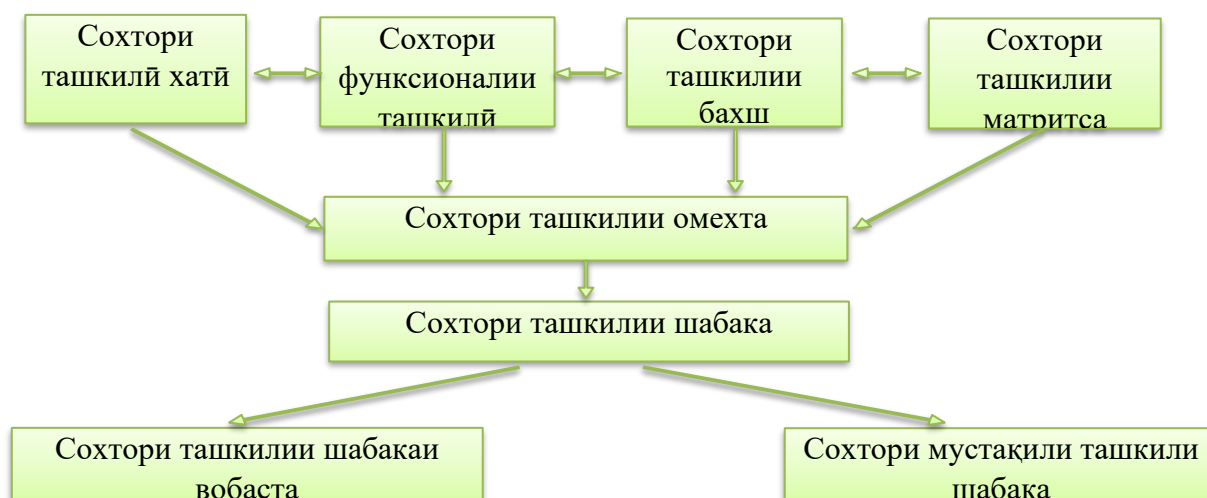 Сохтори
ташкилӣ хатӣ
Сохтори
функсионалии
ташкилӣ
Сохтори
ташкилии
бахш
Сохтори
ташкилии
матритса
Сохтори ташкилии омехта
Сохтори ташкилии шабака
Сохтори ташкилии шабакаи
вобаста
Сохтори мустақили ташкили
шабака